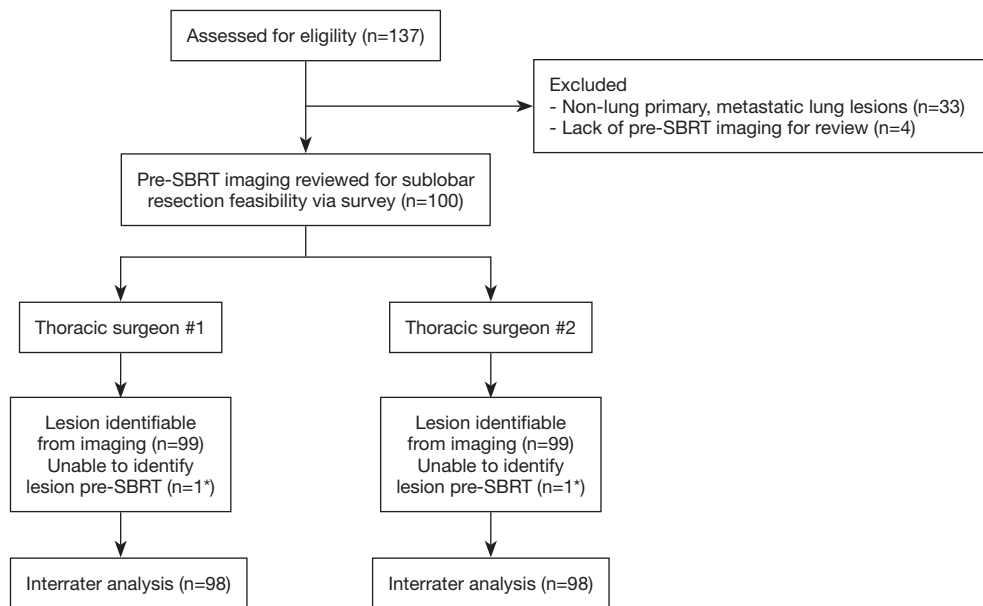 Assessed for eligility (n=137)
Excluded
- Non-lung primary, metastatic lung lesions (n=33)
- Lack of pre-SBRT imaging for review (n=4)
Pre-SBRT imaging reviewed for sublobar
resection feasibility via survey (n=100)
Thoracic surgeon #1
Thoracic surgeon #2
Lesion identifiable
from imaging (n=99)
Unable to identify
lesion pre-SBRT (n=1*)
Lesion identifiable
from imaging (n=99)
Unable to identify
lesion pre-SBRT (n=1*)
Interrater analysis (n=98)
Interrater analysis (n=98)